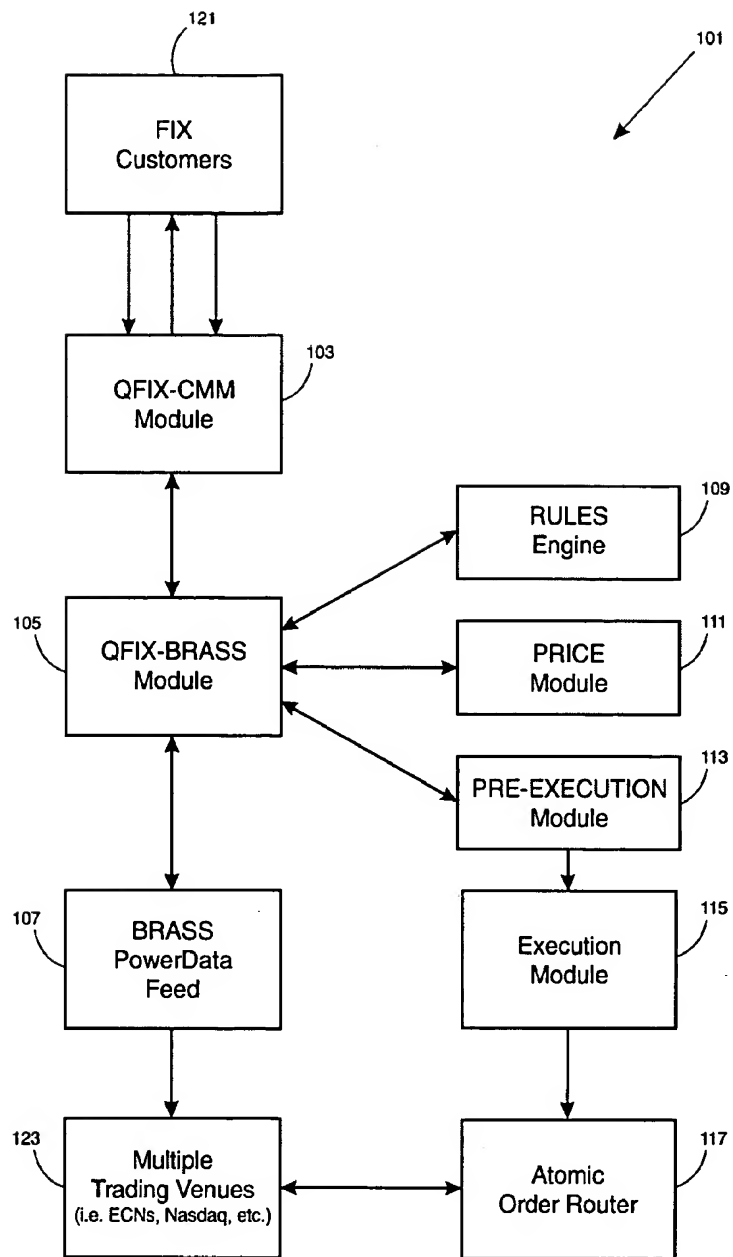 121
101
FIX
Customers
103
QFIX-CMM
Module
109
RULES
Engine
105
QFIX-BRASS
Module
111
PRICE
Module
113
PRE-EXECUTION
Module
107
BRASS
PowerData
Feed
115
Execution
Module
123
Multiple
Trading Venues
(i.e. ECNs, Nasdaq, etc.)
117
Atomic
Order Router